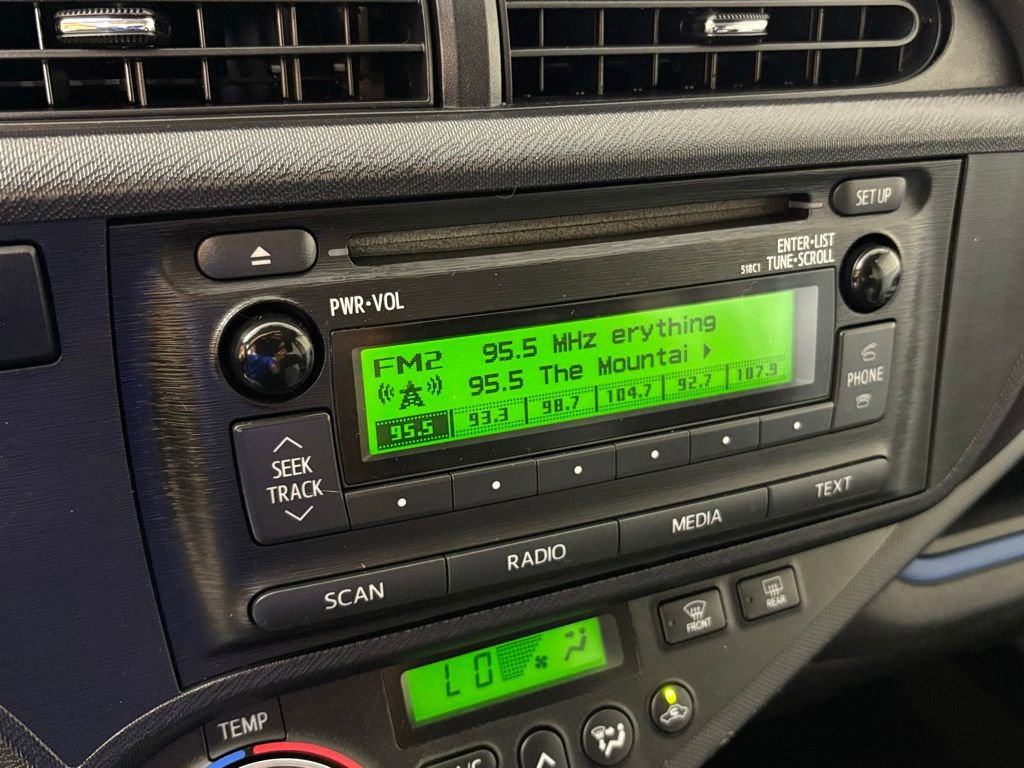 SET UP
ENTER•LIST
518C1 TUNE•SCROLL
PWR•VOL
FM2 95.5 MHz erything
95.5 The Mountai
95.5 93.3 98.7 104.7 92.7 107.9
PHONE
SEEK
TRACK
SCAN RADIO MEDIA TEXT
FRONT REAR
LO
TEMP